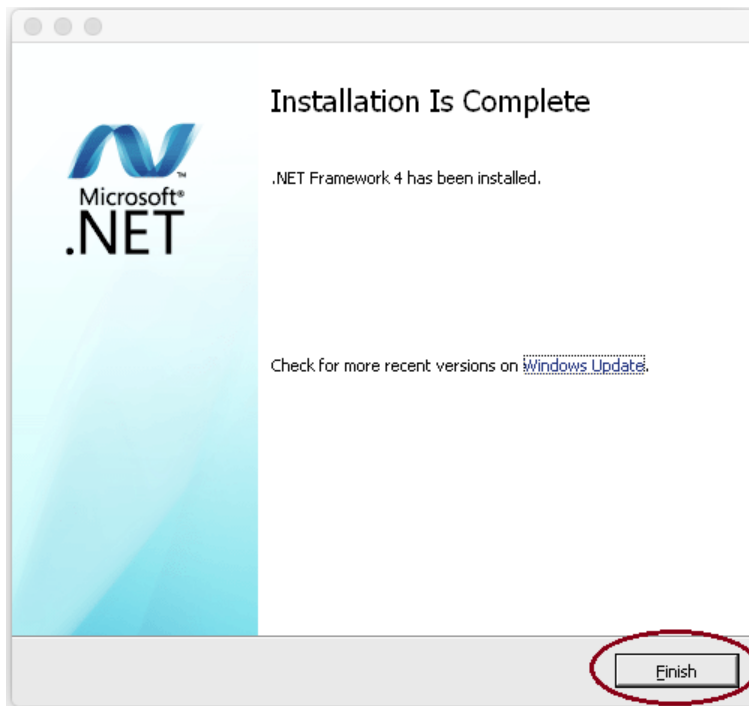 Installation Is Complete
Microsoft®
.NET
.NET Framework 4 has been installed.
Check for more recent versions on Windows Update.
Finish